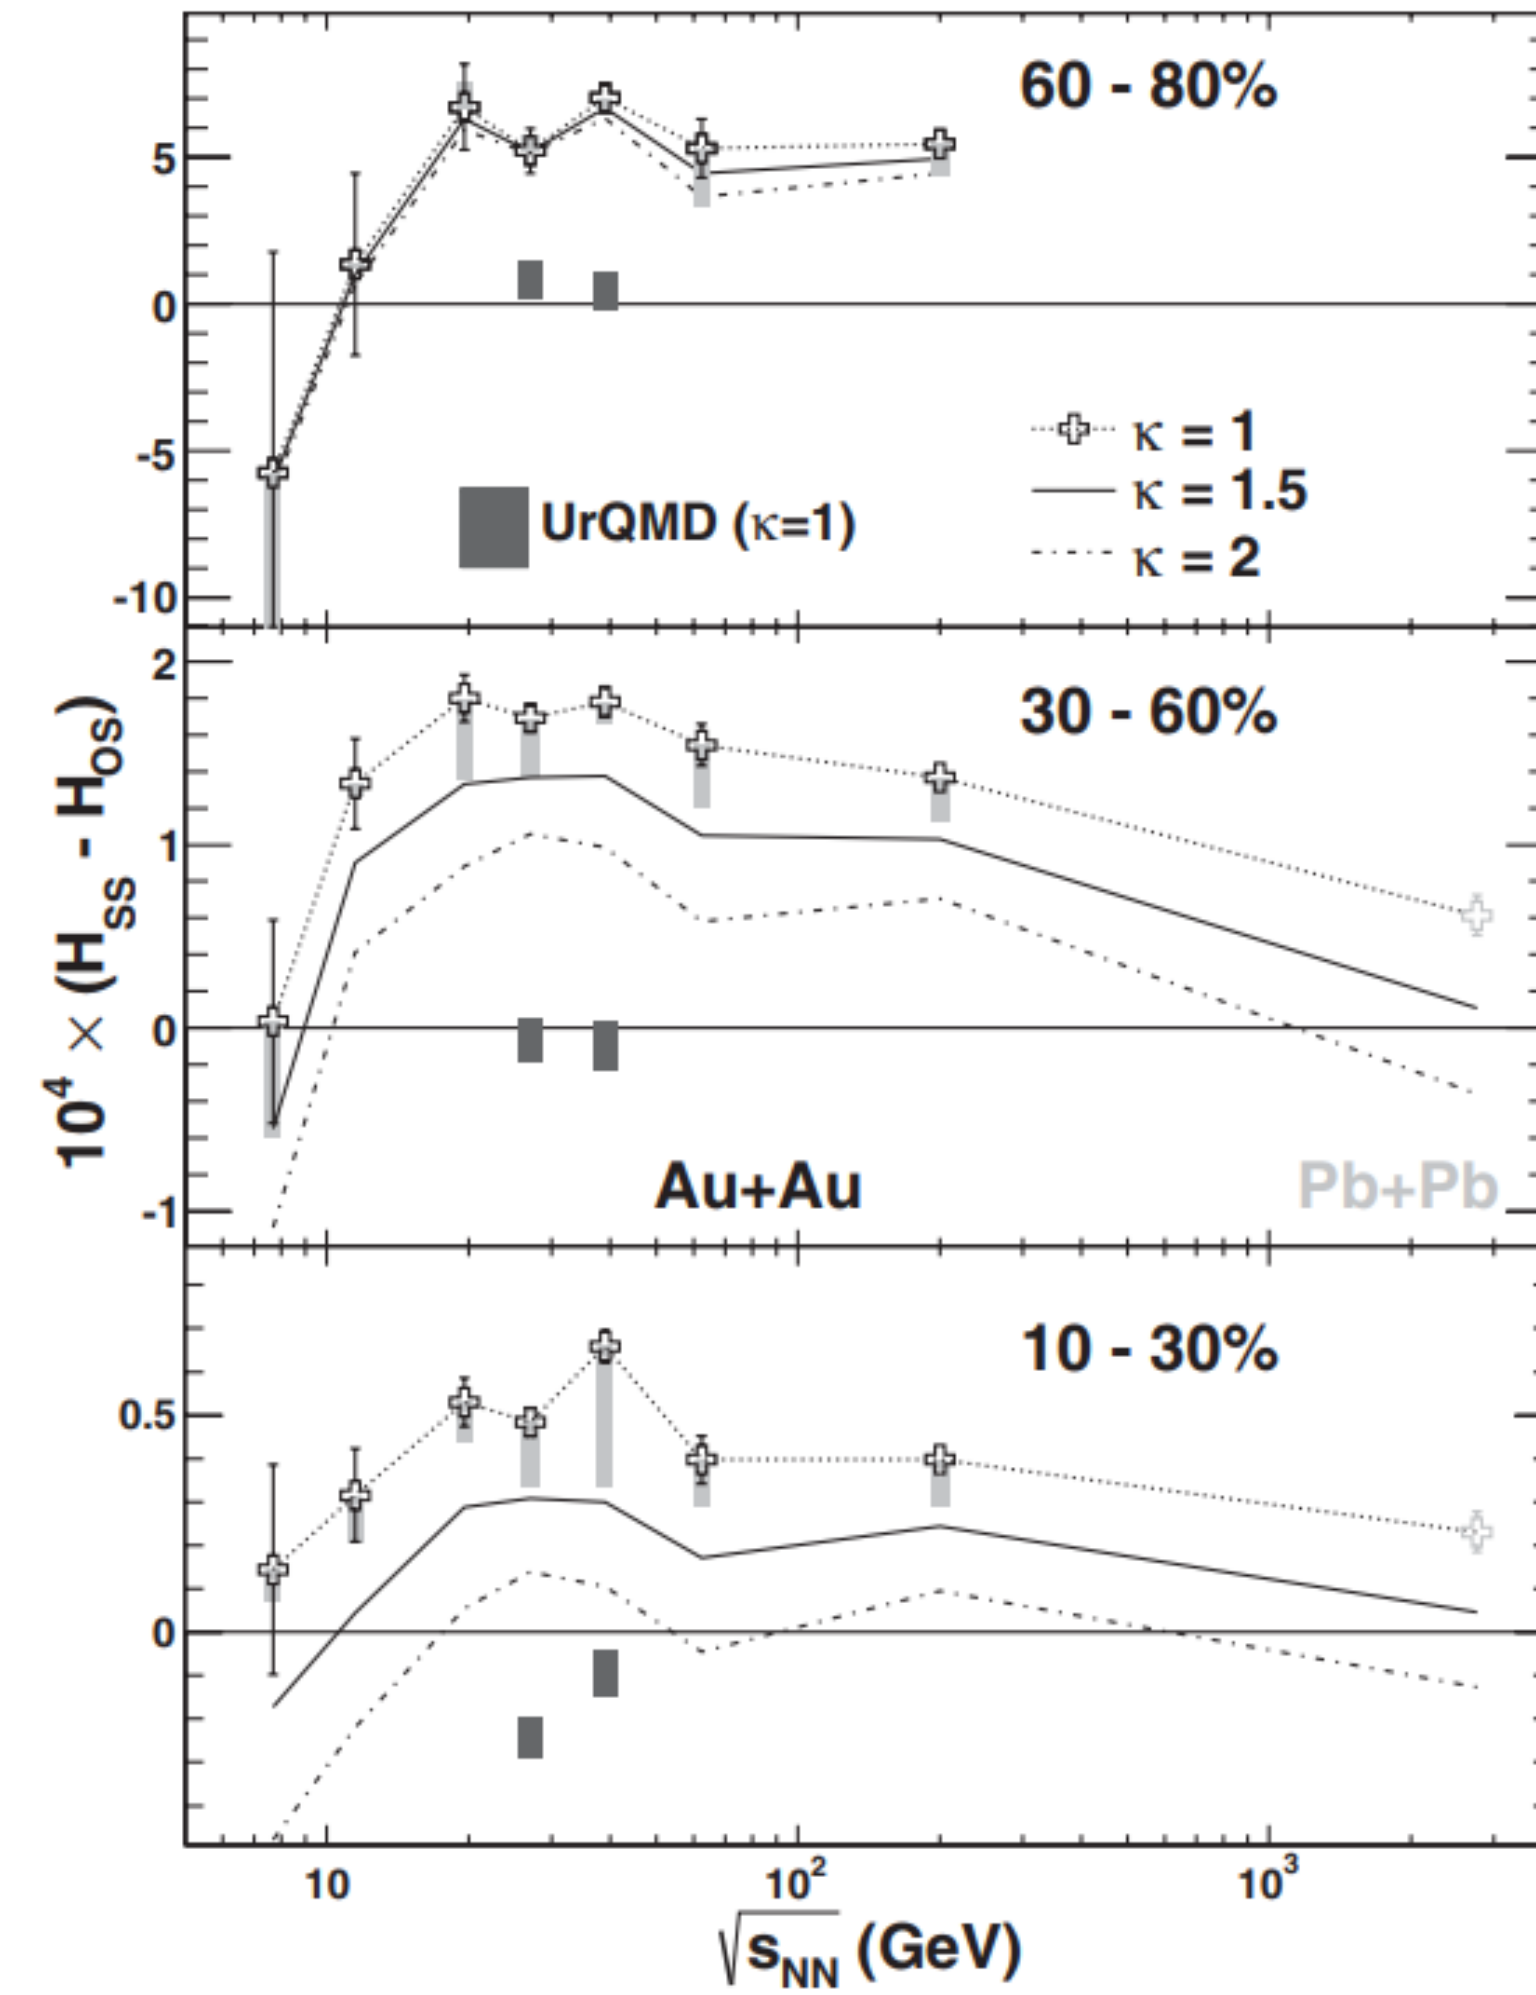 60 - 80%
5
0
-5
-10
κ = 1
κ = 1.5
κ = 2
UrQMD (κ=1)
10⁴ × (H_SS - H_OS)
30 - 60%
2
1
0
-1
Au+Au
Pb+Pb
10 - 30%
0.5
0
10
10²
10³
√s_NN (GeV)